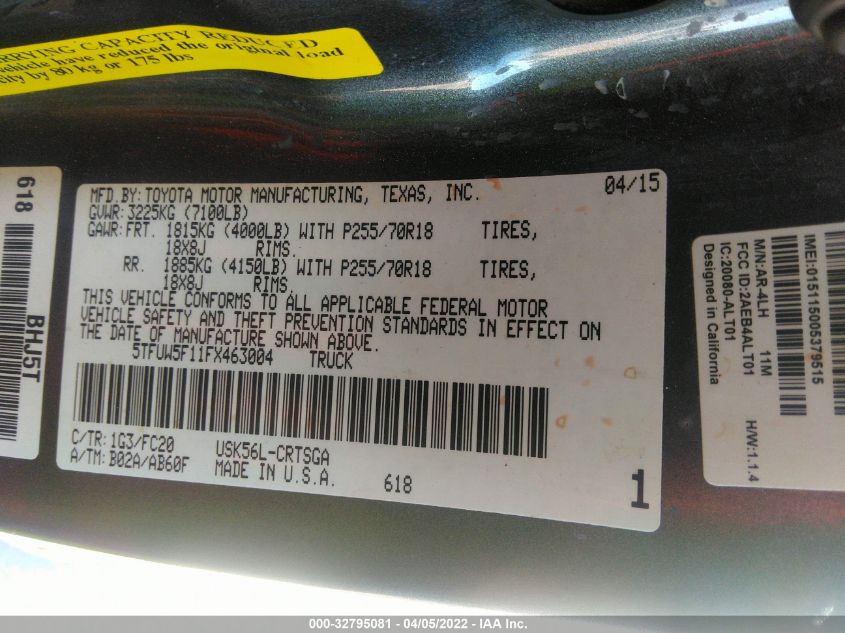 RRYING CAPACITY REDUCED
ehicle have reduced the original load
ity by 80 kg or 175 lbs
618
BHJ5T
MFD.BY: TOYOTA MOTOR MANUFACTURING, TEXAS, INC. 04/15
GVWR: 3225KG (7100LB)
GAWR: FRT. 1815KG (4000LB) WITH P255/70R18 TIRES,
18X8J RIMS.
RR. 1885KG (4150LB) WITH P255/70R18 TIRES,
18X8J RIMS.
THIS VEHICLE CONFORMS TO ALL APPLICABLE FEDERAL MOTOR
VEHICLE SAFETY AND THEFT PREVENTION STANDARDS IN EFFECT ON
THE DATE OF MANUFACTURE SHOWN ABOVE.
5TFUW5F11FX463004 TRUCK
C/TR: 1G3/FC20 USK56L-CRTSGA
A/TM: B02A/AB60F MADE IN U.S.A. 618
1
IMEI:015115005379515
M/N:AR-4LH 11M H/W:1.1.4
FCC ID:2AEB4ALT01
IC:20080-ALT01
Designed in California
000-32795081 - 04/05/2022 - IAA Inc.